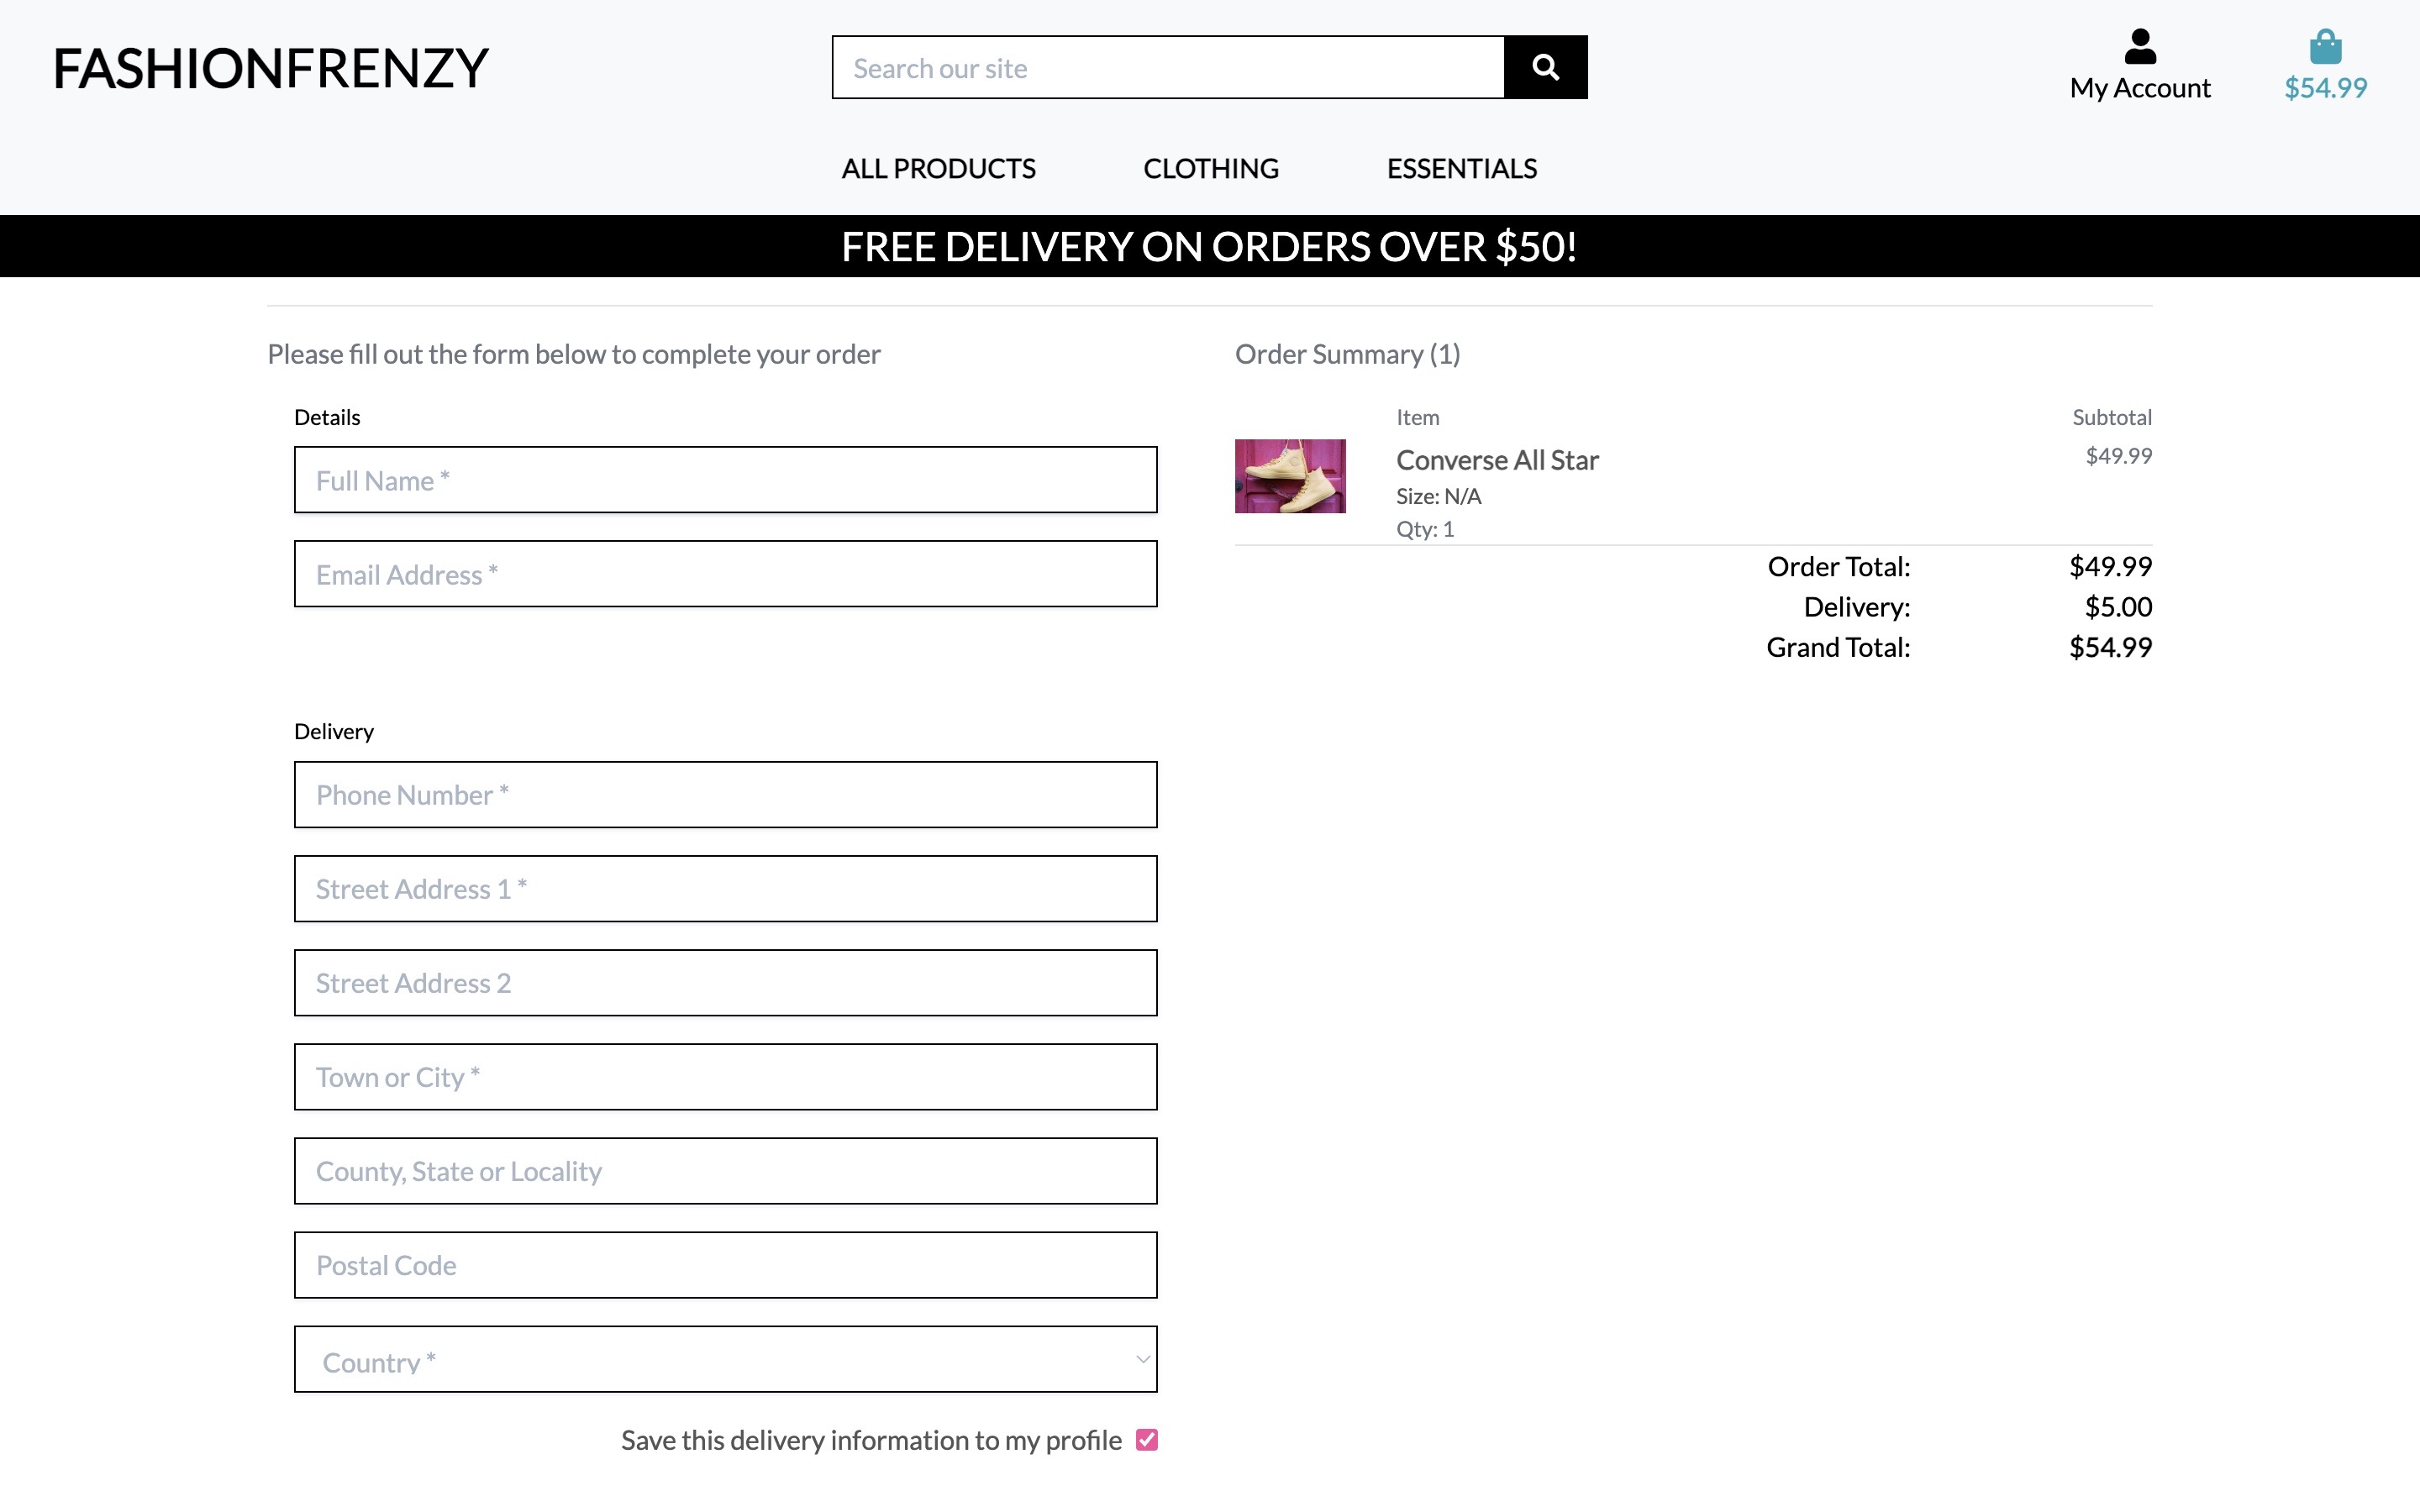 FASHIONFRENZY
Search our site
My Account
$54.99
ALL PRODUCTS
CLOTHING
ESSENTIALS
FREE DELIVERY ON ORDERS OVER $50!
Please fill out the form below to complete your order
Details
Full Name *
Email Address *
Delivery
Phone Number *
Street Address 1 *
Street Address 2
Town or City *
County, State or Locality
Postal Code
Country *
Save this delivery information to my profile
Order Summary (1)
Item Subtotal
Converse All Star $49.99
Size: N/A
Qty: 1
Order Total: $49.99
Delivery: $5.00
Grand Total: $54.99